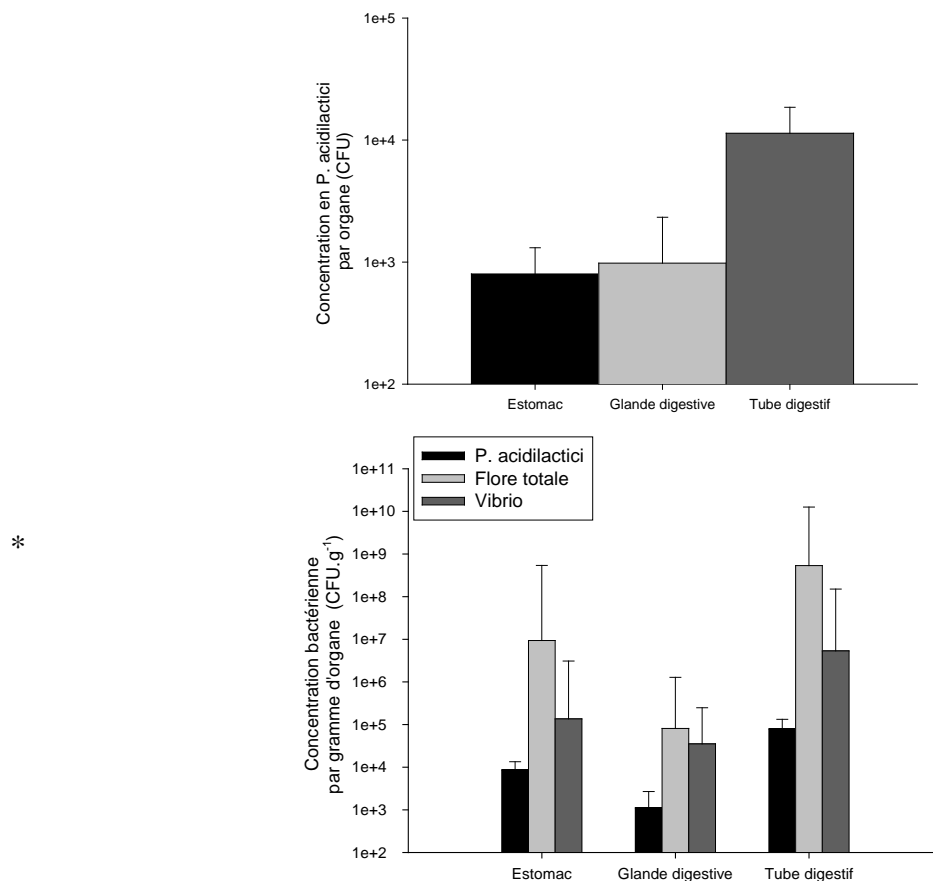 Concentration en P. acidilactici
par organe (CFU)
1e+5
1e+4
1e+3
1e+2
Estomac Glande digestive Tube digestif
*
Concentration bactérienne
par gramme d'organe (CFU.g-1)
P. acidilactici
Flore totale
Vibrio
1e+11
1e+10
1e+9
1e+8
1e+7
1e+6
1e+5
1e+4
1e+3
1e+2
Estomac Glande digestive Tube digestif